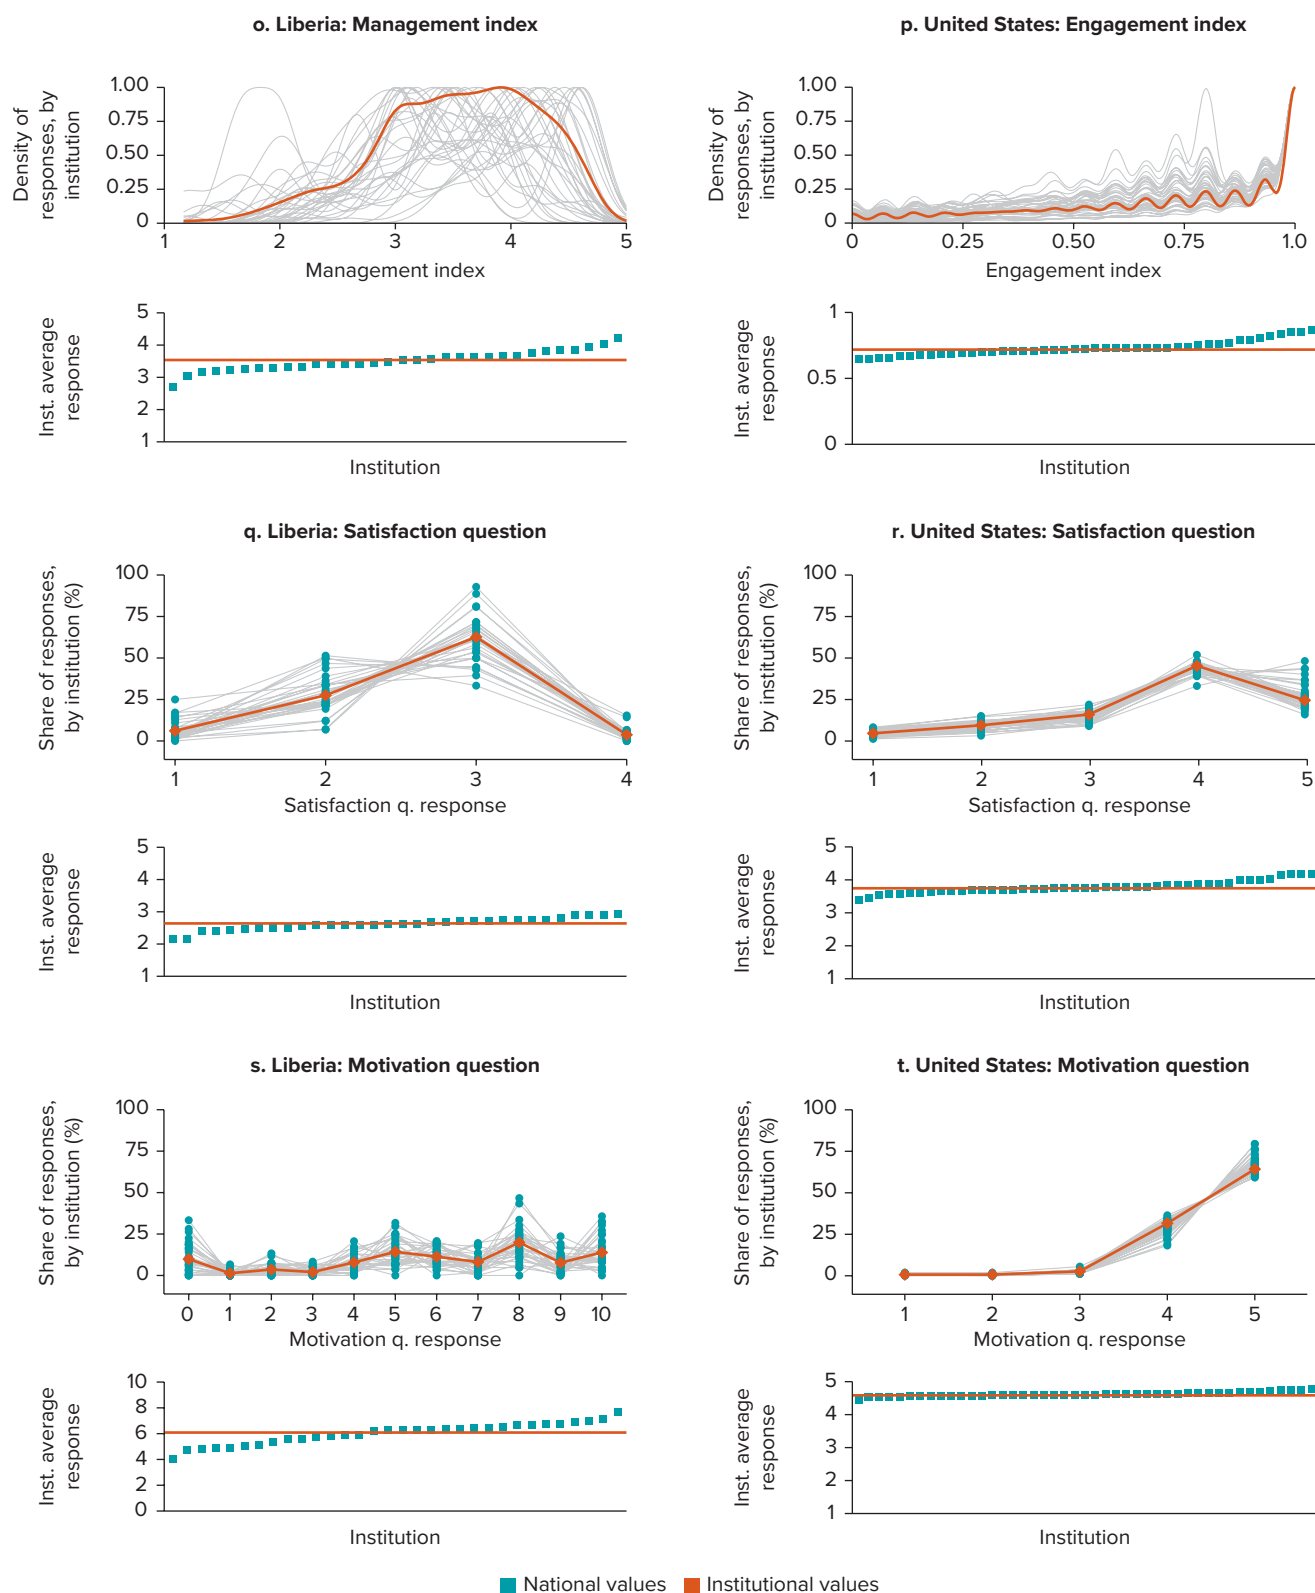 o. Liberia: Management index
Density of
responses, by
institution
1.00
0.75
0.50
0.25
0
1 2 3 4 5
Management index
Inst. average
response
5
4
3
2
1
Institution
p. United States: Engagement index
Density of
responses, by
institution
1.00
0.75
0.50
0.25
0
0 0.25 0.50 0.75 1.0
Engagement index
Inst. average
response
1
0.5
0
Institution
q. Liberia: Satisfaction question
Share of responses,
by institution (%)
100
75
50
25
0
1 2 3 4
Satisfaction q. response
Inst. average
response
5
4
3
2
1
Institution
r. United States: Satisfaction question
Share of responses,
by institution (%)
100
75
50
25
0
1 2 3 4 5
Satisfaction q. response
Inst. average
response
5
4
3
2
1
Institution
s. Liberia: Motivation question
Share of responses,
by institution (%)
100
75
50
25
0
0 1 2 3 4 5 6 7 8 9 10
Motivation q. response
Inst. average
response
10
8
6
4
2
0
Institution
t. United States: Motivation question
Share of responses,
by institution (%)
100
75
50
25
0
1 2 3 4 5
Motivation q. response
Inst. average
response
5
4
3
2
1
Institution
National values Institutional values